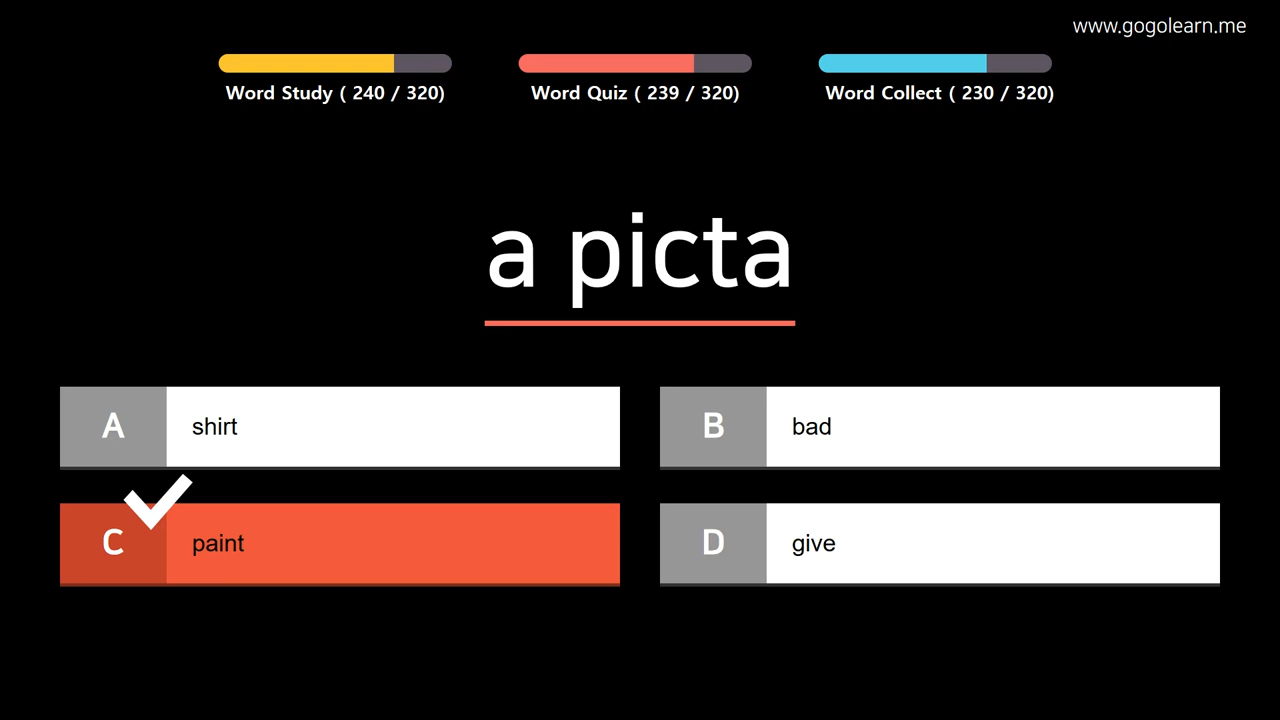 www.gogolearn.me
Word Study ( 240 / 320)
Word Quiz ( 239 / 320)
Word Collect ( 230 / 320)
a picta
A shirt
B bad
C paint
D give